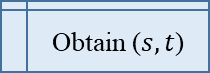 Obtain (s, t)